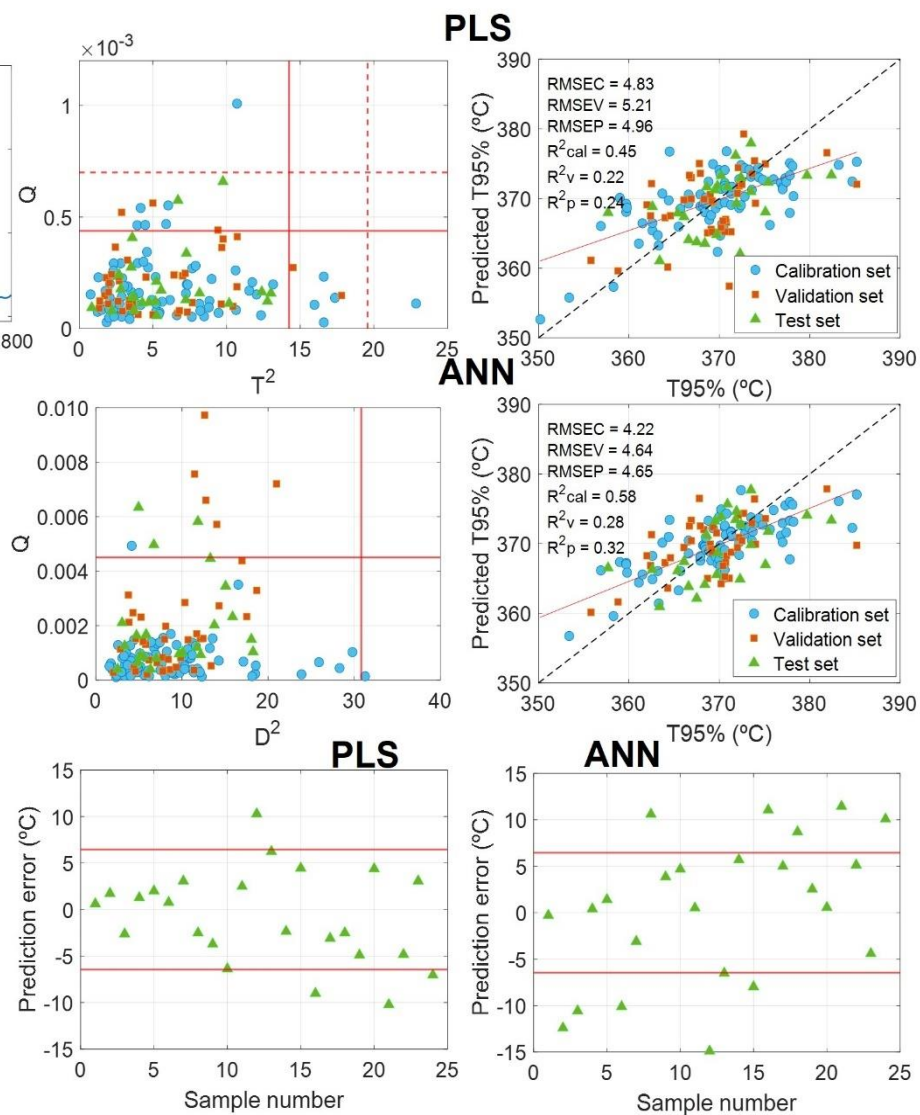 PLS
×10⁻³
1
0.5
0
Q
0 5 10 15 20 25
T²
800
390
380
370
360
350
Predicted T95% (ºC)
RMSEC = 4.83
RMSEV = 5.21
RMSEP = 4.96
R²cal = 0.45
R²v = 0.22
R²p = 0.24
Calibration set
Validation set
Test set
350 360 370 380 390
T95% (ºC)
ANN
0.010
0.008
0.006
0.004
0.002
0
Q
0 10 20 30 40
D²
390
380
370
360
350
Predicted T95% (ºC)
RMSEC = 4.22
RMSEV = 4.64
RMSEP = 4.65
R²cal = 0.58
R²v = 0.28
R²p = 0.32
Calibration set
Validation set
Test set
350 360 370 380 390
T95% (ºC)
PLS
15
10
5
0
-5
-10
-15
Prediction error (ºC)
0 5 10 15 20 25
Sample number
ANN
15
10
5
0
-5
-10
-15
Prediction error (ºC)
0 5 10 15 20 25
Sample number